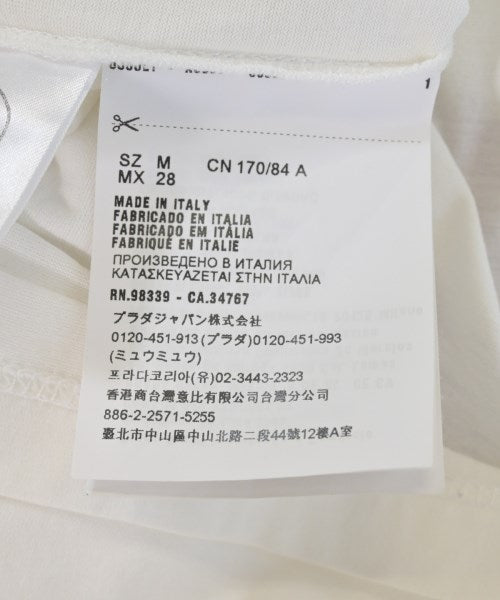 1
SZ M CN 170/84 A
MX 28
MADE IN ITALY
FABRICADO EN ITALIA
FABRICADO EM ITÁLIA
FABRIQUÉ EN ITALIE
ПРОИЗВЕДЕНО В ИТАЛИЯ
ΚΑΤΑΣΚΕΥΑΖΕΤΑΙ ΣΤΗΝ ΙΤΑΛΙΑ
RN.98339 - CA.34767
プラダジャパン株式会社
0120-451-913 (プラダ)0120-451-993
(ミュウミュウ)
프라다코리아(유)02-3443-2323
香港商台灣意比有限公司台灣分公司
886-2-2571-5255
臺北市中山區中山北路二段44號12樓A室